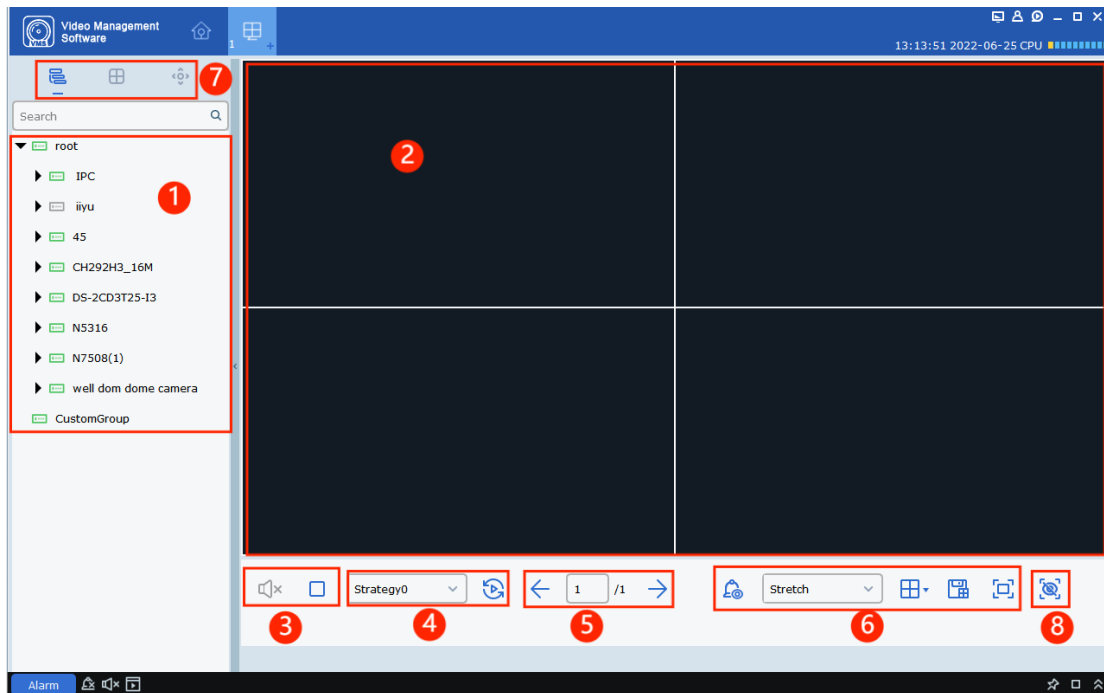 Video Management
Software
VMS
1
13:13:51 2022-06-25 CPU
7
Search
root
IPC
iiyu
45
CH292H3_16M
DS-2CD3T25-I3
N5316
N7508(1)
well dom dome camera
CustomGroup
1
2
Strategy0
1 /1
Stretch
3
4
5
6
8
Alarm